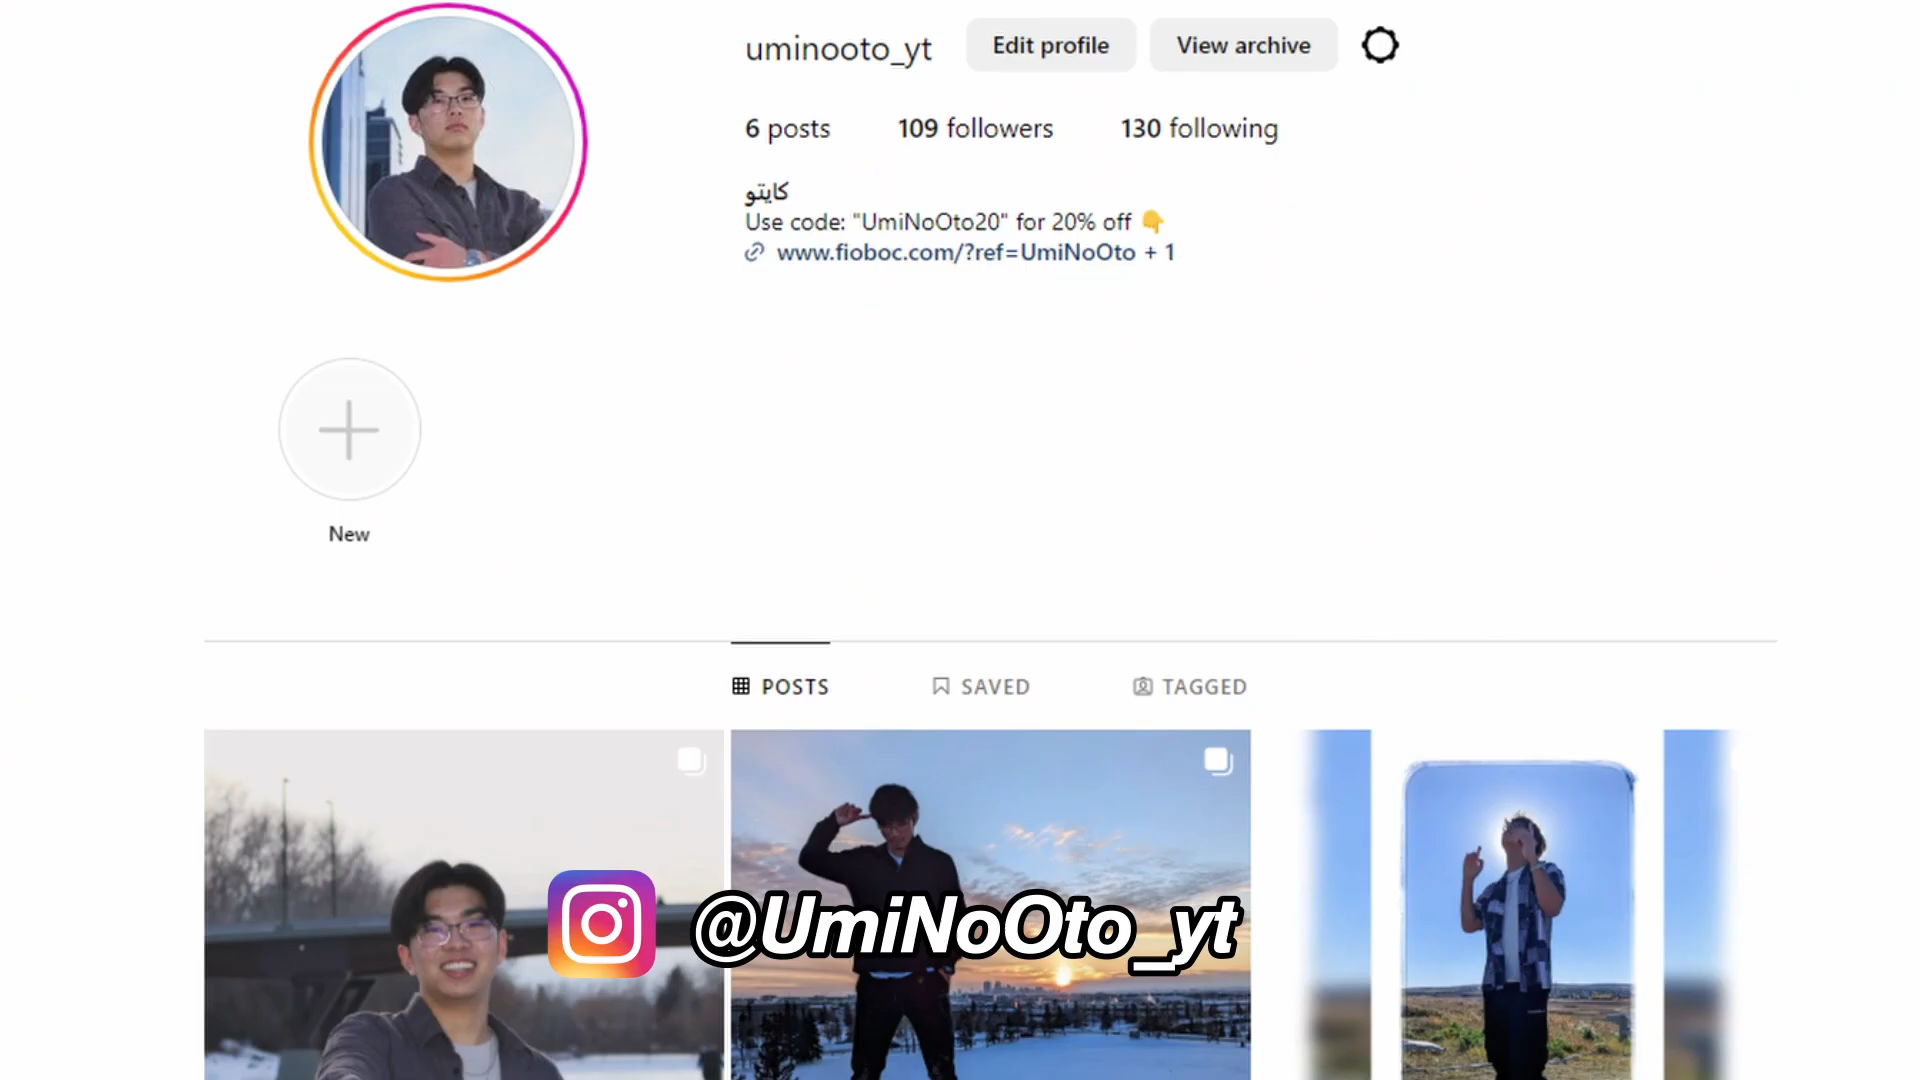 uminooto_yt Edit profile View archive
6 posts 109 followers 130 following
کایتو
Use code: "UmiNoOto20" for 20% off 👇
www.fioboc.com/?ref=UmiNoOto + 1
New
POSTS SAVED TAGGED
@UmiNoOto_yt